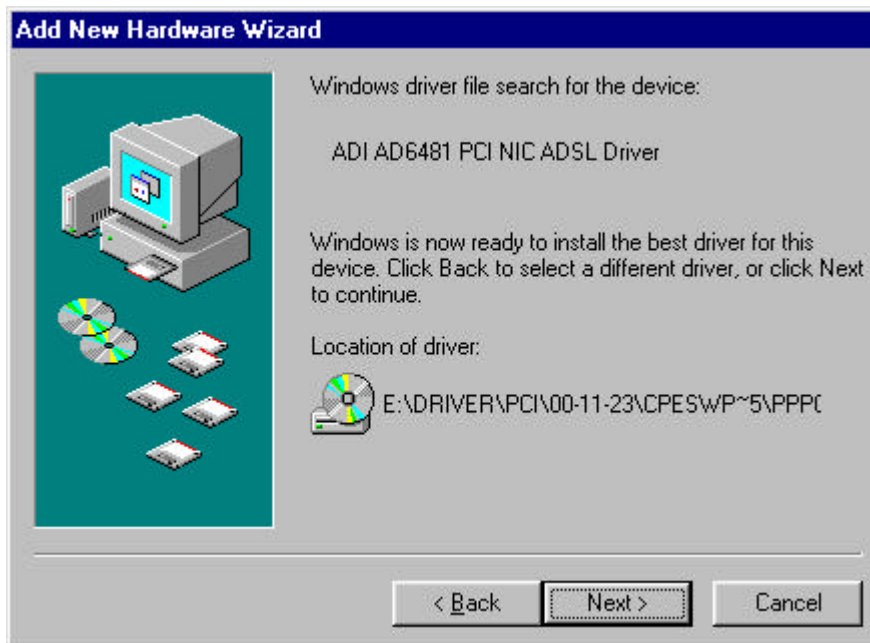 Add New Hardware Wizard
Windows driver file search for the device:
ADI AD6481 PCI NIC ADSL Driver
Windows is now ready to install the best driver for this
device. Click Back to select a different driver, or click Next
to continue.
Location of driver:
E:\DRIVER\PCI\00-11-23\CPESWP~5\PPP(
< Back
Next >
Cancel